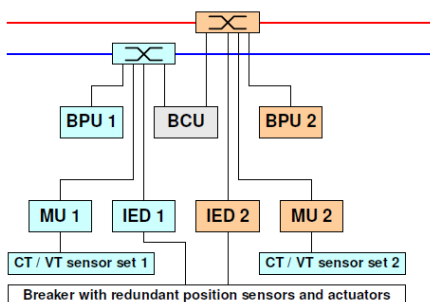 BPU 1
BCU
BPU 2
MU 1
IED 1
IED 2
MU 2
CT / VT sensor set 1
CT / VT sensor set 2
Breaker with redundant position sensors and actuators